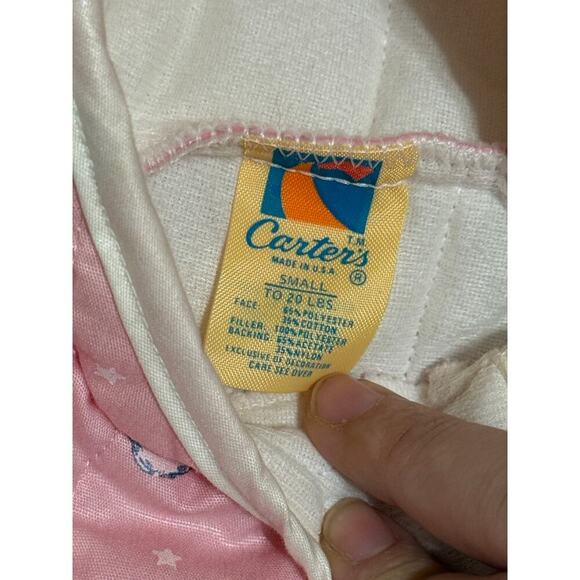 T.M.
Carter's ®
MADE IN U.S.A.
SMALL
TO 20 LBS.
FACE: 65% POLYESTER
35% COTTON
FILLER: 100% POLYESTER
BACKING: 65% ACETATE
35% NYLON
EXCLUSIVE OF DECORATION
CARE SEE OVER